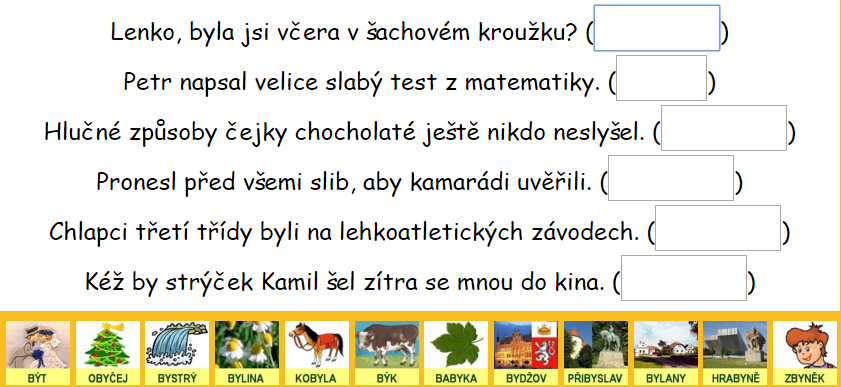 Lenko, byla jsi včera v šachovém kroužku? ( )
Petr napsal velice slabý test z matematiky. ( )
Hlučné způsoby čejky chocholaté ještě nikdo neslyšel. ( )
Pronesl před všemi slib, aby kamarádi uvěřili. ( )
Chlapci třetí třídy byli na lehkoatletických závodech. ( )
Kéž by strýček Kamil šel zítra se mnou do kina. ( )
BÝT OBYČEJ BYSTRÝ BYLINA KOBYLA BÝK BABYKA BYDŽOV PŘIBYSLAV BYLANY HRABYNĚ ZBYNĚK